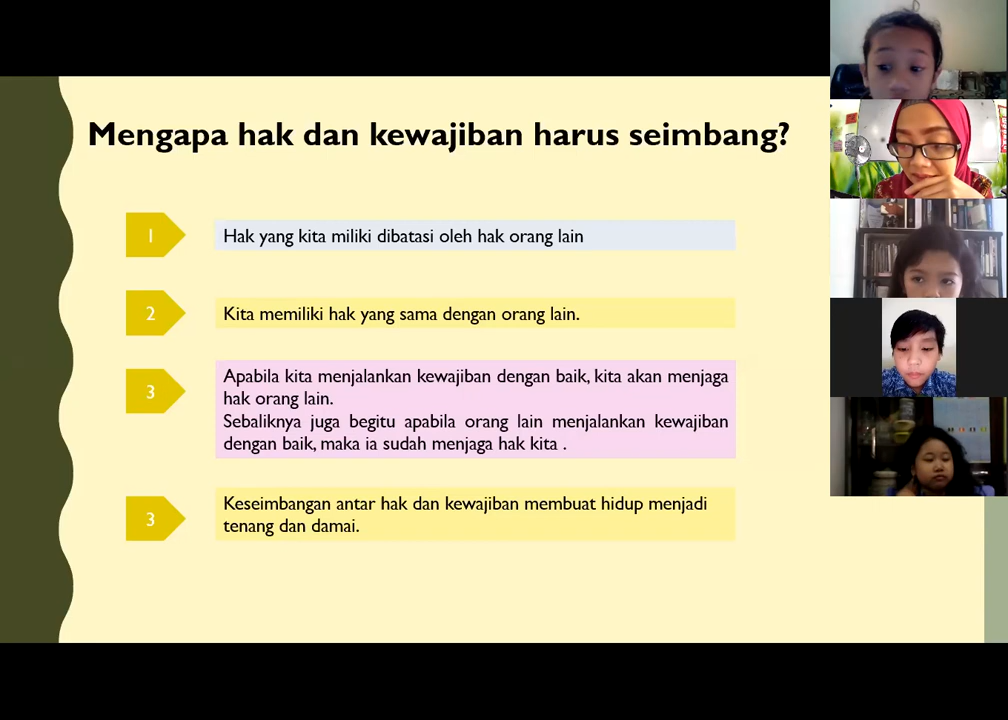 Mengapa hak dan kewajiban harus seimbang?
1
Hak yang kita miliki dibatasi oleh hak orang lain
2
Kita memiliki hak yang sama dengan orang lain.
3
Apabila kita menjalankan kewajiban dengan baik, kita akan menjaga
hak orang lain.
Sebaliknya juga begitu apabila orang lain menjalankan kewajiban
dengan baik, maka ia sudah menjaga hak kita .
3
Keseimbangan antar hak dan kewajiban membuat hidup menjadi
tenang dan damai.